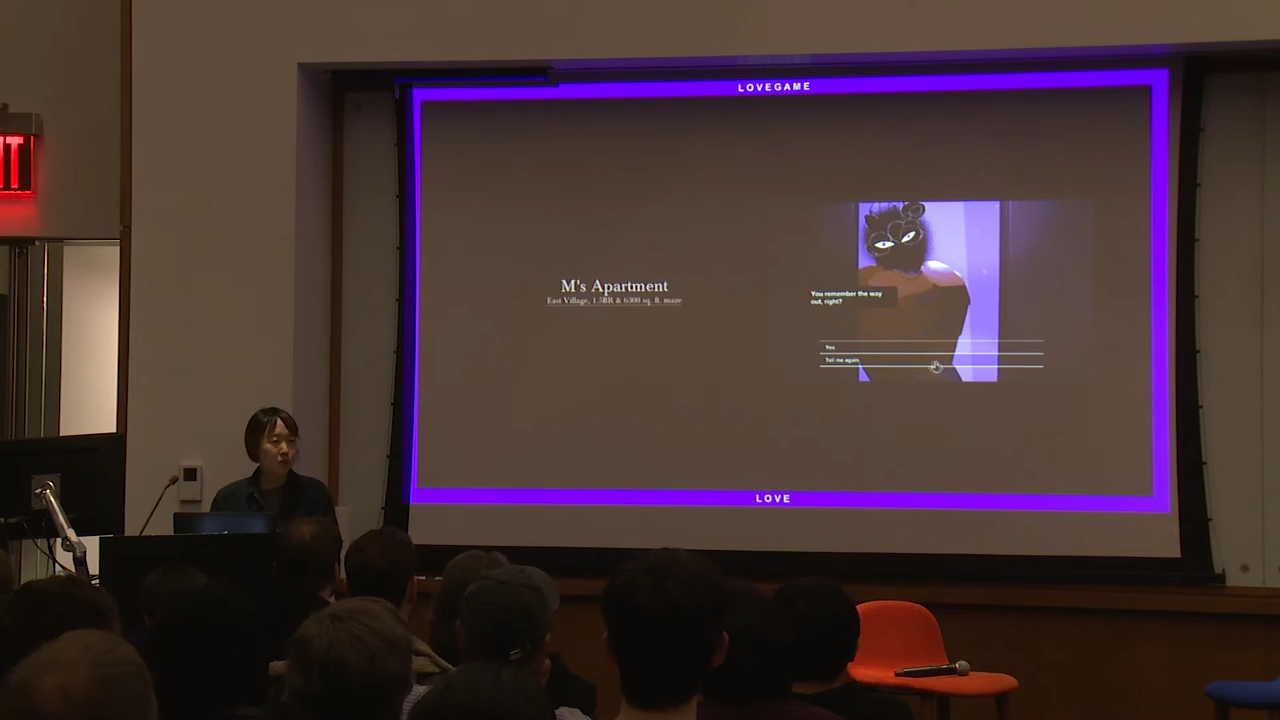 LOVEGAME
M's Apartment
East Village, 1.5BR & 6300 sq. ft. maze
You remember the way
out, right?
Yes
Tell me again.
LOVE